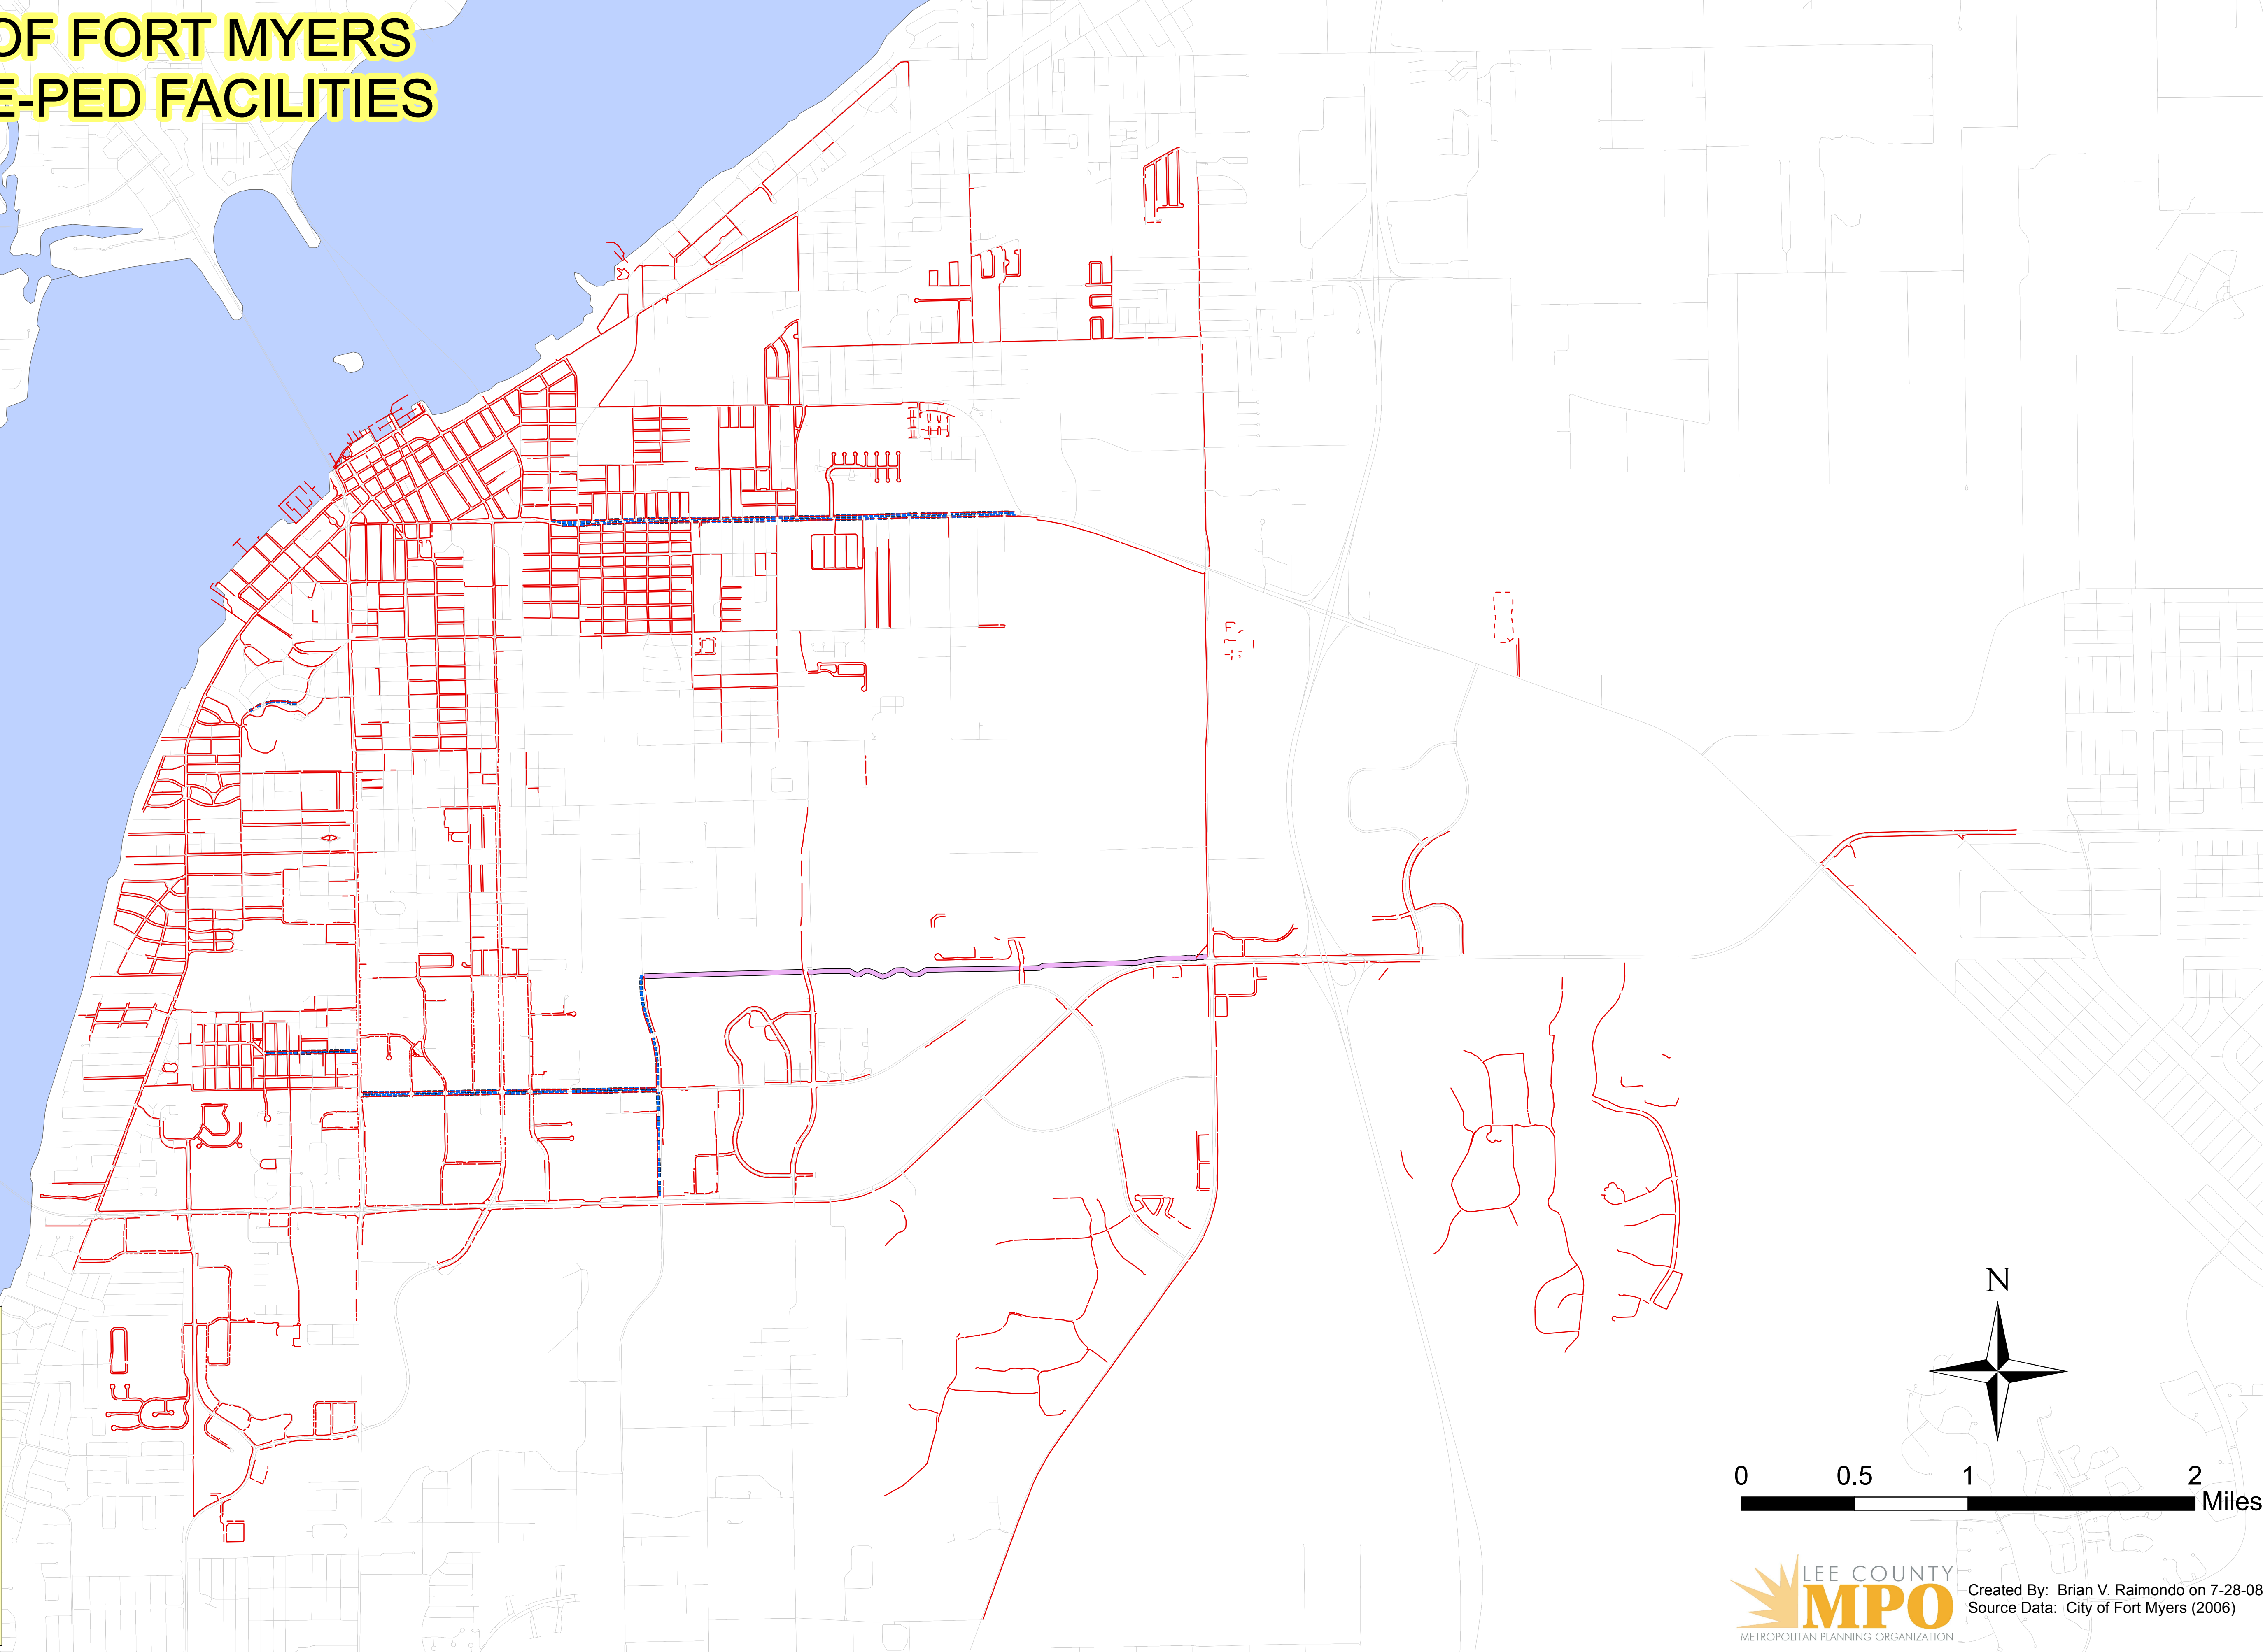 OF FORT MYERS
E-PED FACILITIES
N
0 0.5 1 2
Miles
LEE COUNTY
MPO
METROPOLITAN PLANNING ORGANIZATION
Created By: Brian V. Raimondo on 7-28-08
Source Data: City of Fort Myers (2006)